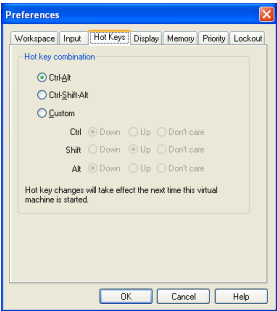 Preferences
Workspace Input Hot Keys Display Memory Priority Lockout
Hot key combination
Ctrl-Alt
Ctrl-Shift-Alt
Custom
Ctrl Down Up Don't care
Shift Down Up Don't care
Alt Down Up Don't care
Hot key changes will take effect the next time this virtual
machine is started.
OK Cancel Help